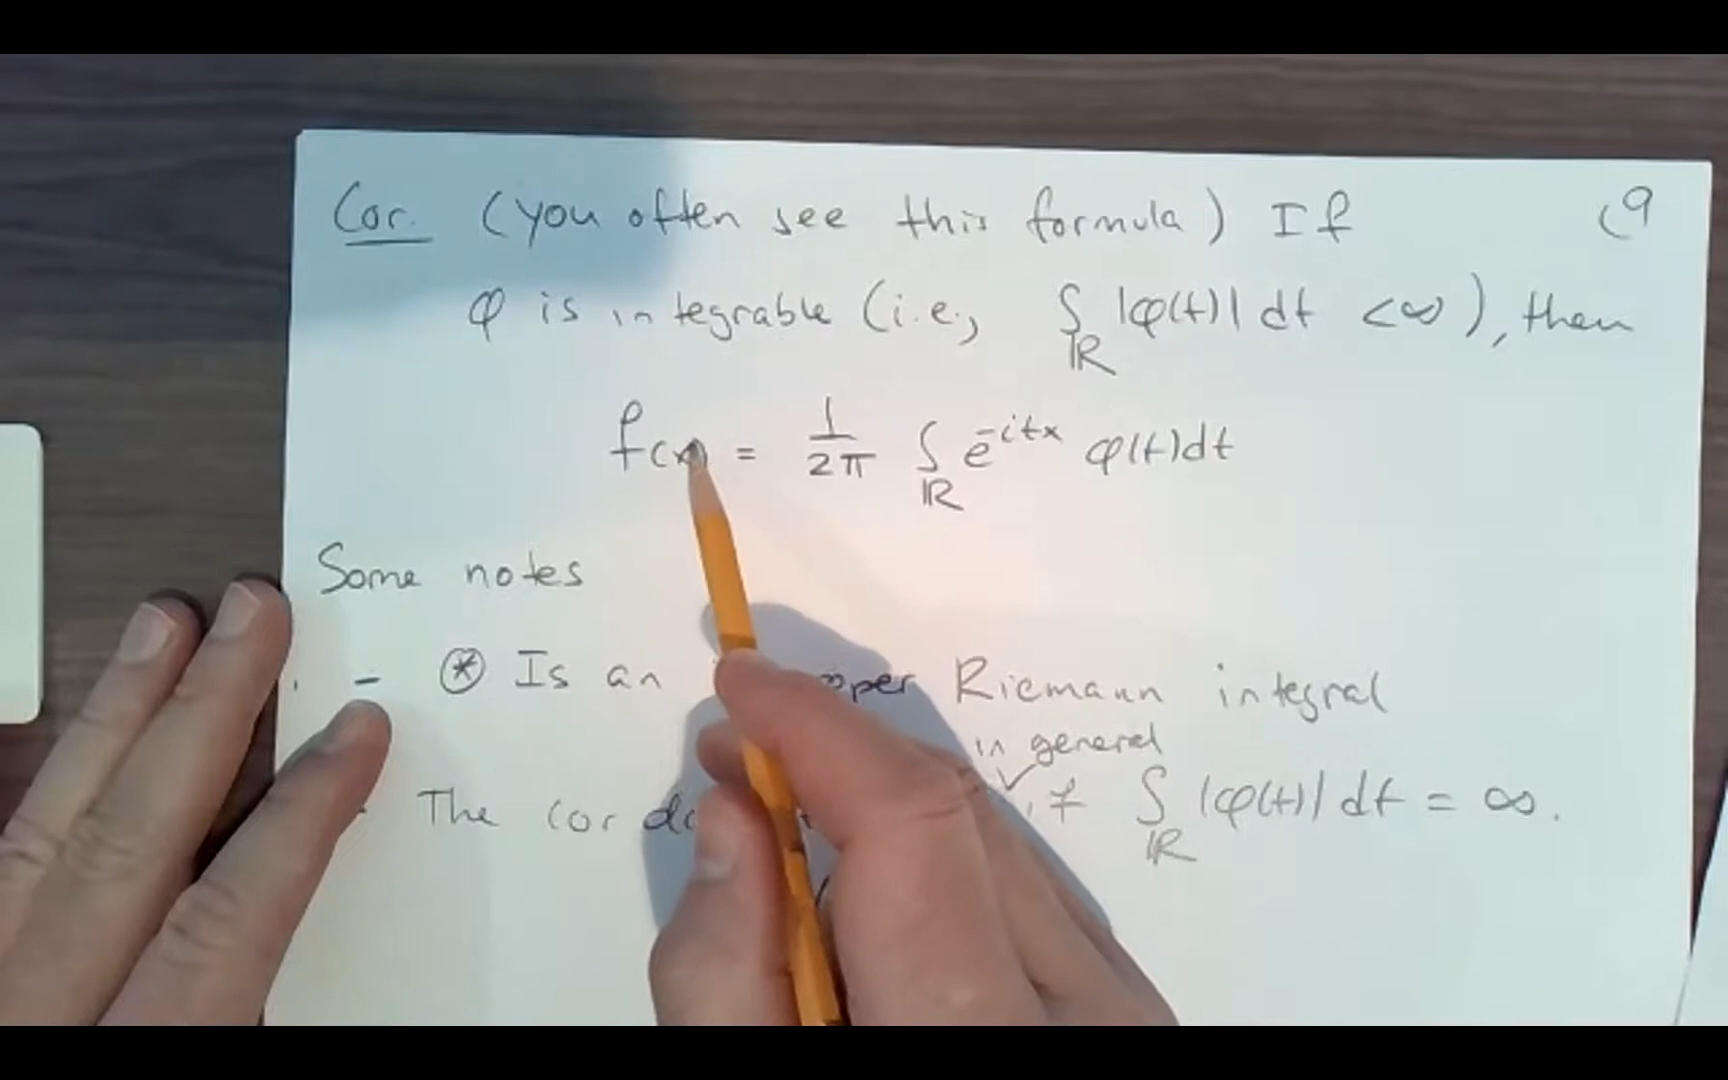 Cor. (you often see this formula) If
(9
φ is integrable (i.e., ∫_ℝ |φ(t)| dt < ∞), then
f(x) = 1/2π ∫_ℝ e^{-itx} φ(t)dt
Some notes
- ⊛ Is an Riemann integral
in general
The cor ∫_ℝ |φ(t)| dt = ∞.